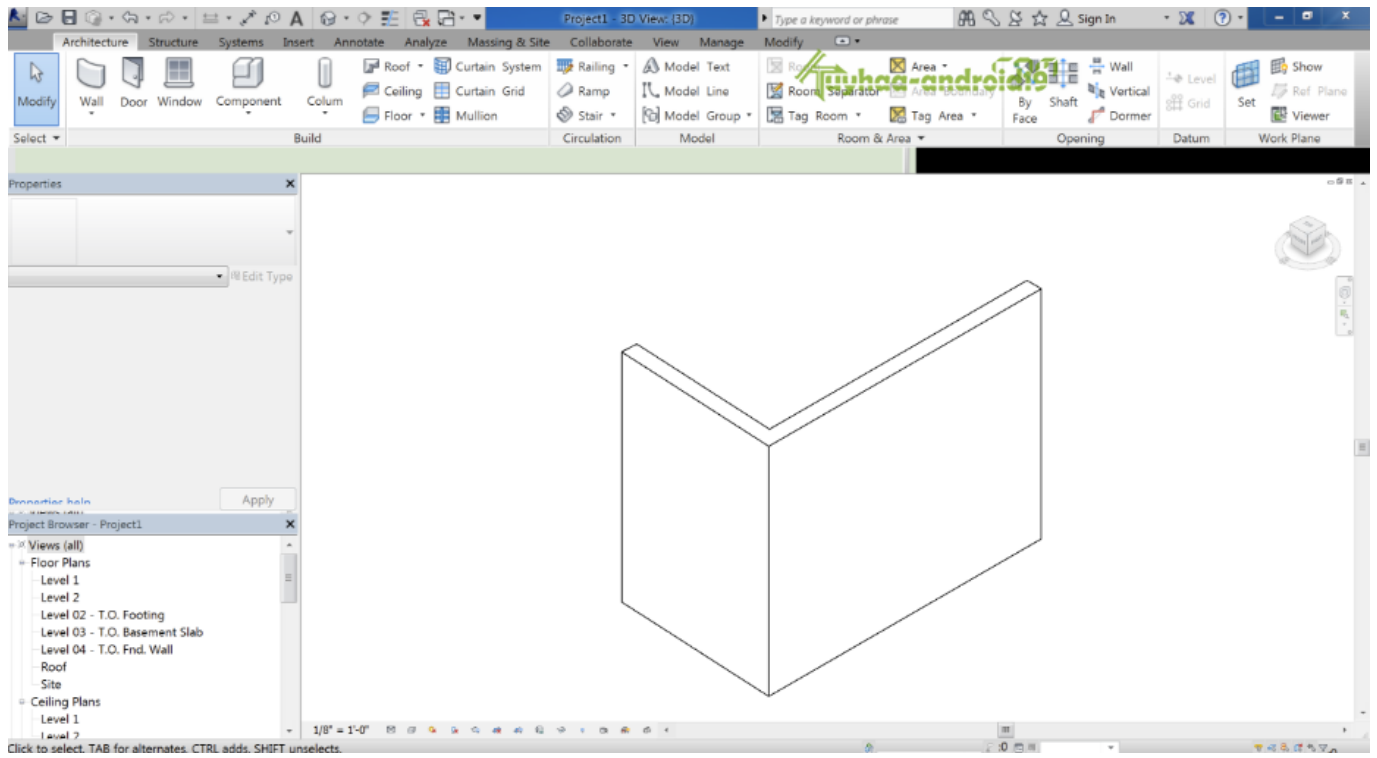 Project1 - 3D View: {3D}
Type a keyword or phrase
Sign In
Architecture Structure Systems Insert Annotate Analyze Massing & Site Collaborate View Manage Modify
Modify
Wall
Door
Window
Component
Colum
Roof
Ceiling
Floor
Curtain System
Curtain Grid
Mullion
Railing
Ramp
Stair
Model Text
Model Line
Model Group
Room Separator
Tag Room
Area
Area Boundary
Tag Area
By Face
Shaft
Wall
Vertical
Dormer
Level
Grid
Set
Show
Ref Plane
Viewer
Select
Build
Circulation
Model
Room & Area
Opening
Datum
Work Plane
Properties
Edit Type
Properties help
Apply
Project Browser - Project1
Views (all)
Floor Plans
Level 1
Level 2
Level 02 - T.O. Footing
Level 03 - T.O. Basement Slab
Level 04 - T.O. Fnd. Wall
Roof
Site
Ceiling Plans
Level 1
Level 2
1/8" = 1'-0"
Click to select, TAB for alternates, CTRL adds, SHIFT unselects.
:0